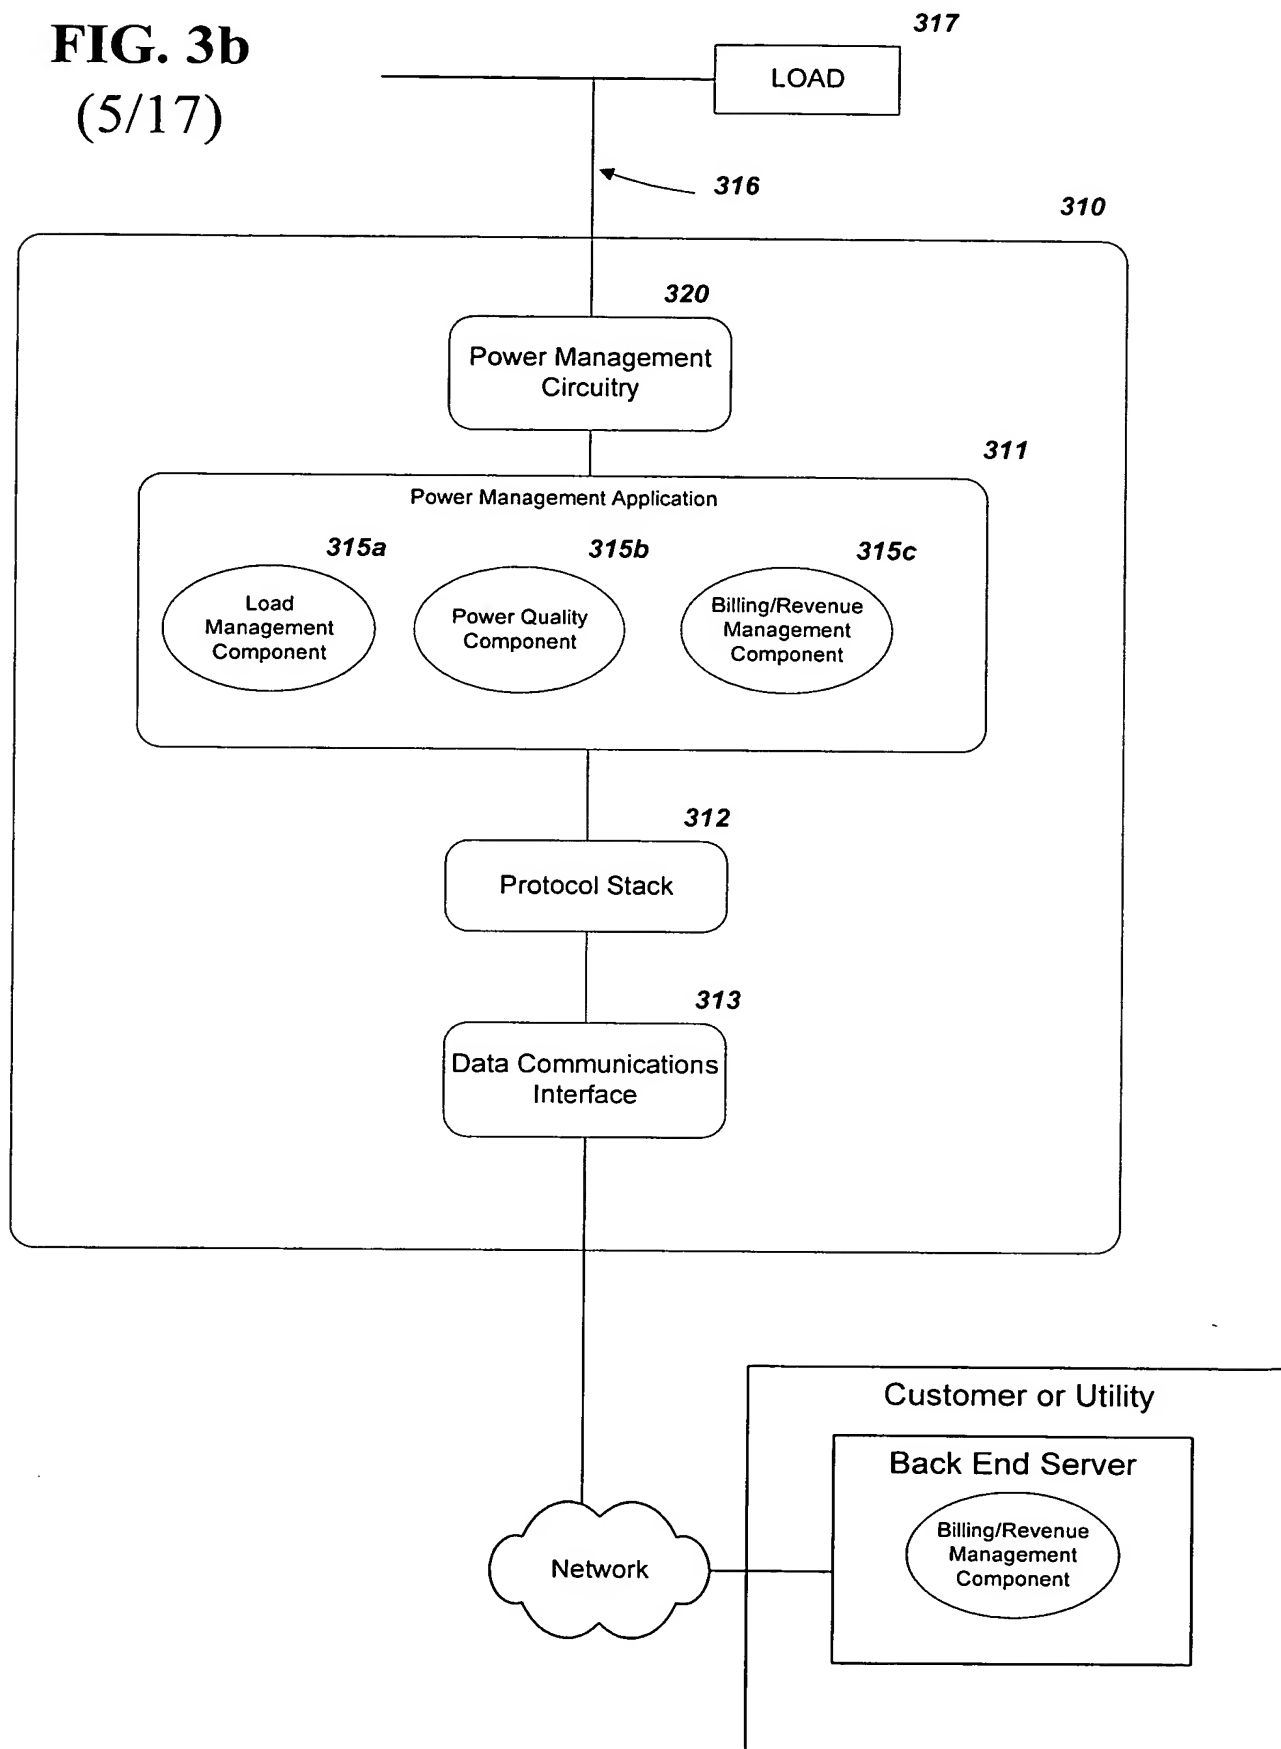 FIG. 3b
(5/17)
317
LOAD
316
310
320
Power Management
Circuitry
311
Power Management Application
315a
315b
315c
Load
Management
Component
Power Quality
Component
Billing/Revenue
Management
Component
312
Protocol Stack
313
Data Communications
Interface
Customer or Utility
Back End Server
Billing/Revenue
Management
Component
Network